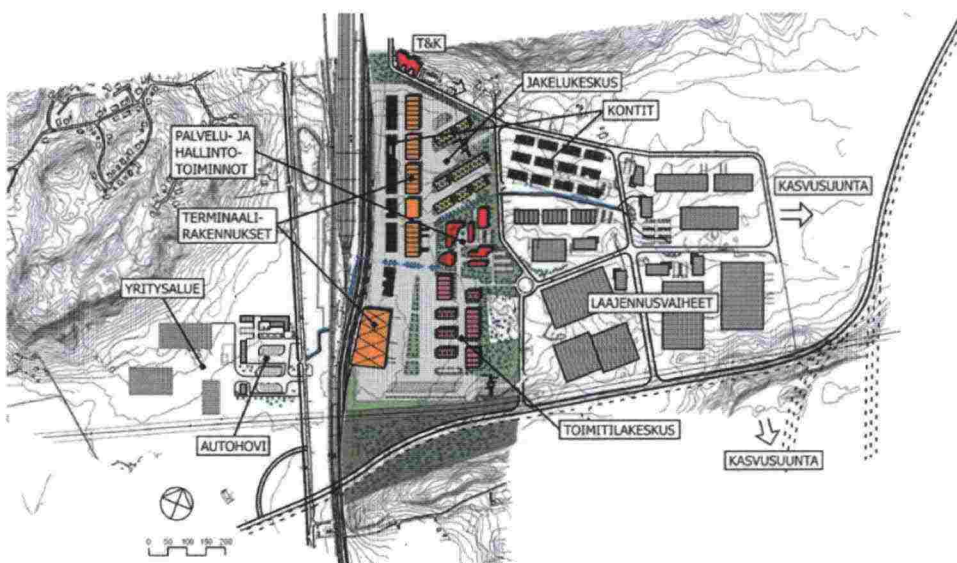 T&K
JAKELUKESKUS
KONTIT
PALVELU- JA
HALLINTO-
TOIMINNOT
KASVUSUUNTA
TERMINAALI-
RAKENNUKSET
YRITYSALUE
LAAJENNUSVAIHEET
TOIMITILAKESKUS
AUTOHOVI
KASVUSUUNTA
0 50 100 150 200